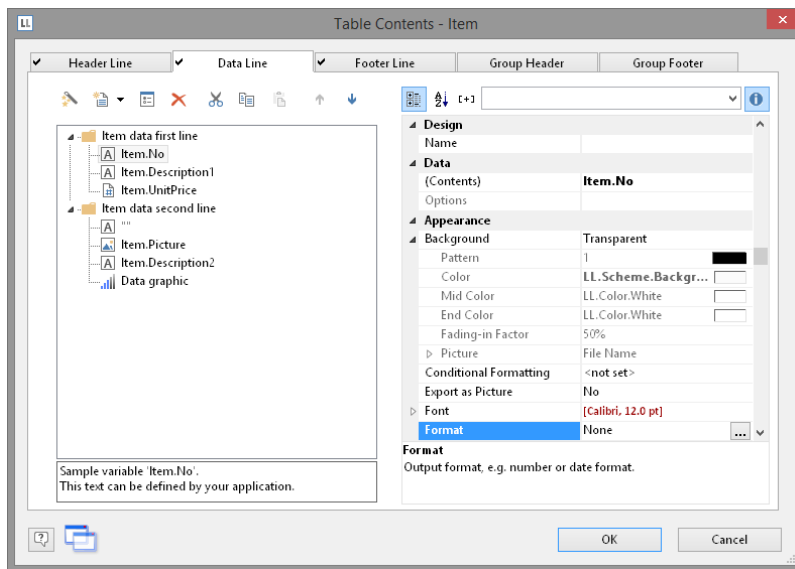 LL
Table Contents - Item
Header Line
Data Line
Footer Line
Group Header
Group Footer
Item data first line
Item.No
Item.Description1
Item.UnitPrice
Item data second line
""
Item.Picture
Item.Description2
Data graphic
Sample variable 'Item.No'.
This text can be defined by your application.
Design
Name
Data
(Contents) Item.No
Options
Appearance
Background Transparent
Pattern 1
Color LL.Scheme.Backgr...
Mid Color LL.Color.White
End Color LL.Color.White
Fading-in Factor 50%
Picture File Name
Conditional Formatting <not set>
Export as Picture No
Font [Calibri, 12.0 pt]
Format None ...
Format
Output format, e.g. number or date format.
OK
Cancel